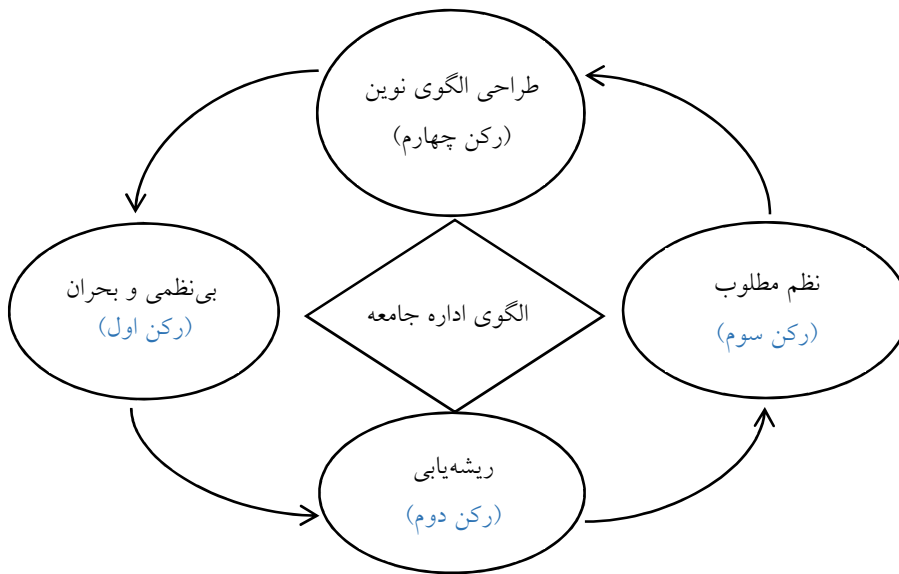 طراحی الگوی نوین
(رکن چهارم)
نظم مطلوب
(رکن سوم)
الگوی اداره جامعه
بی‌نظمی و بحران
(رکن اول)
ریشه‌یابی
(رکن دوم)